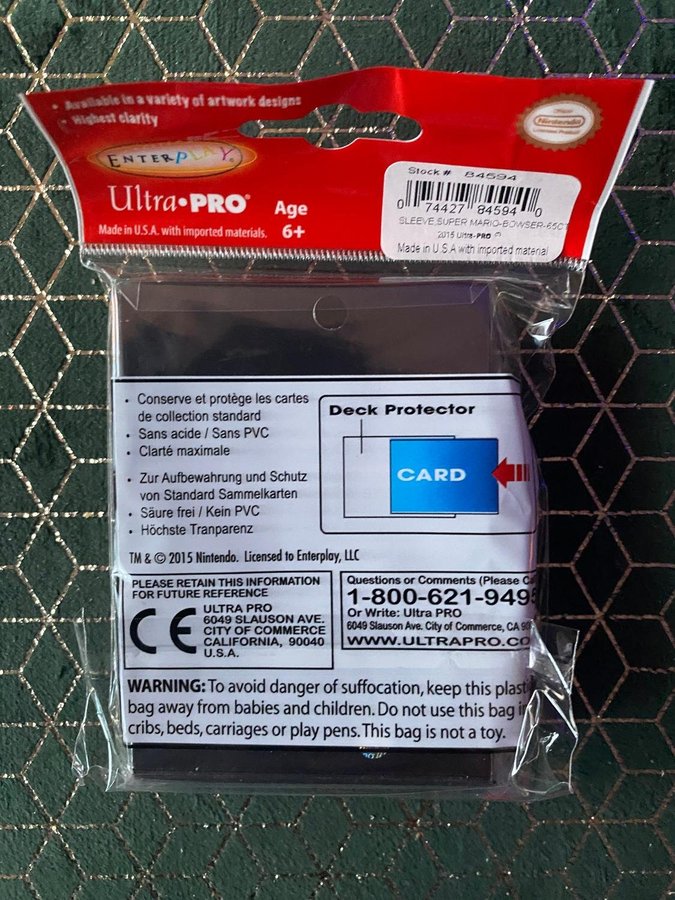 • Available in a variety of artwork designs
• Highest clarity
ENTERPLAY®
Ultra•PRO®
Made in U.S.A. with imported materials.
Age
6+
Nintendo
Stock # 84594
0 74427 84594 0
SLEEVE,SUPER MARIO-BOWSER-65C
2015 Ultra•PRO
Made in U.S.A with imported material
• Conserve et protège les cartes
de collection standard
• Sans acide / Sans PVC
• Clarté maximale
• Zur Aufbewahrung und Schutz
von Standard Sammelkarten
• Säure frei / Kein PVC
• Höchste Tranparenz
Deck Protector
CARD
TM & © 2015 Nintendo. Licensed to Enterplay, LLC
PLEASE RETAIN THIS INFORMATION
FOR FUTURE REFERENCE
CE
ULTRA PRO
6049 SLAUSON AVE.
CITY OF COMMERCE
CALIFORNIA, 90040
U.S.A.
Questions or Comments (Please Ca
1-800-621-9495
Or Write: Ultra PRO
6049 Slauson Ave. City of Commerce, CA
WWW.ULTRAPRO.CO
WARNING: To avoid danger of suffocation, keep this plasti
bag away from babies and children. Do not use this bag in
cribs, beds, carriages or play pens. This bag is not a toy.